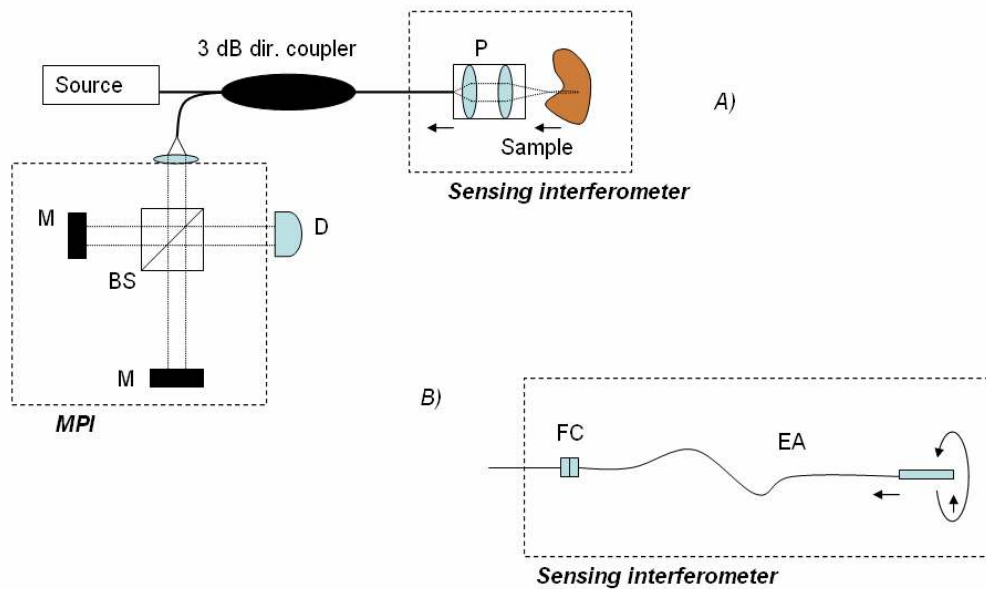 3 dB dir. coupler
Source
P
A)
Sample
Sensing interferometer
M
D
BS
M
MPI
B)
FC
EA
Sensing interferometer